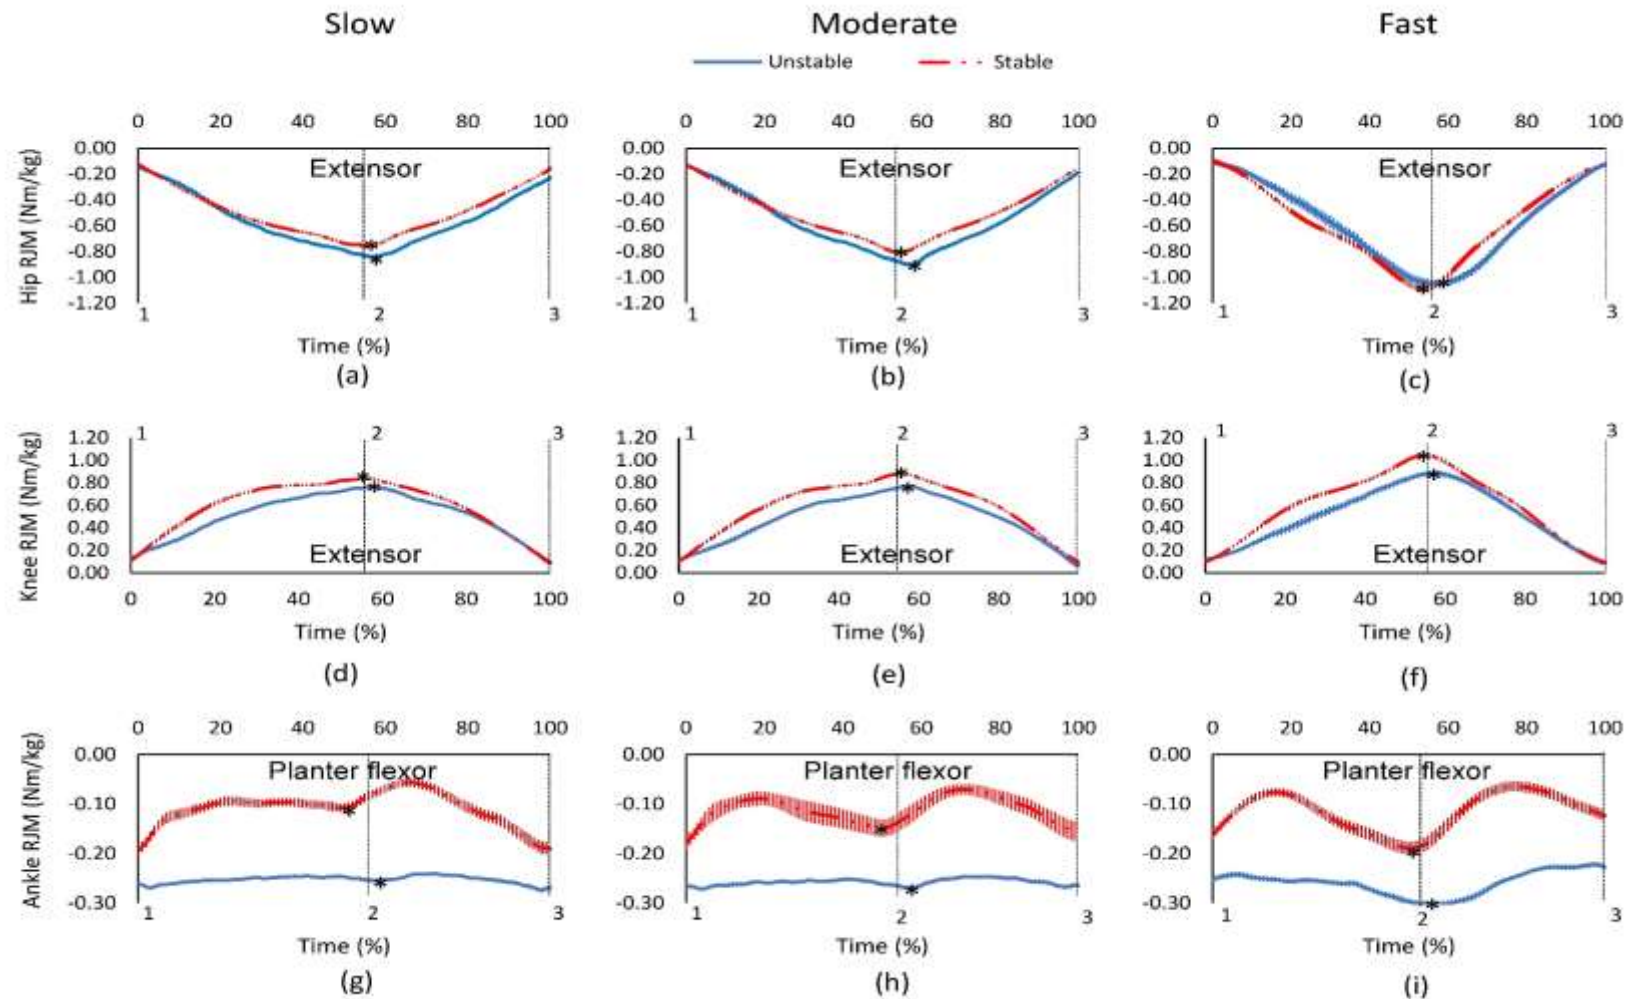 Slow Moderate Fast
Unstable Stable
0 20 40 60 80 100 0 20 40 60 80 100 0 20 40 60 80 100
Hip RJM (Nm/kg)
0.00 Extensor 0.00 Extensor 0.00 Extensor
-0.20 -0.20 -0.20
-0.40 -0.40 -0.40
-0.60 -0.60 -0.60
-0.80 * -0.80 * -0.80
* *
-1.00 -1.00 -1.00 * *
-1.20 -1.20 -1.20
1 2 3 1 2 3 1 2 3
Time (%) Time (%) Time (%)
(a) (b) (c)
Knee RJM (Nm/kg)
1 2 3 1 2 3 1 2 3
1.20 1.20 1.20
1.00 1.00 1.00 *
0.80 * * 0.80 * * 0.80 *
0.60 0.60 0.60
0.40 0.40 0.40
0.20 Extensor 0.20 Extensor 0.20 Extensor
0.00 0.00 0.00
0 20 40 60 80 100 0 20 40 60 80 100 0 20 40 60 80 100
Time (%) Time (%) Time (%)
(d) (e) (f)
Ankle RJM (Nm/kg)
0 20 40 60 80 100 0 20 40 60 80 100 0 20 40 60 80 100
0.00 Planter flexor 0.00 Planter flexor 0.00 Planter flexor
-0.10 * -0.10 * -0.10
-0.20 -0.20 -0.20 *
* *
-0.30 -0.30 -0.30 *
1 2 3 1 2 3 1 2 3
Time (%) Time (%) Time (%)
(g) (h) (i)